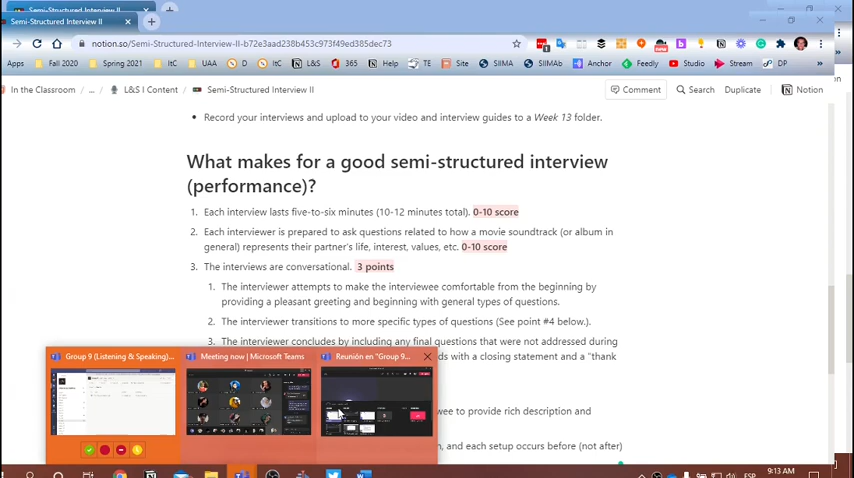 Semi-Structured Interview II
Semi-Structured Interview II
notion.so/Semi-Structured-Interview-II-b72e3aad238b453c973f49ed385dec73
Apps Fall 2020 Spring 2021 ItC UAA D ItC L&S 365 Help TE Site SIIMA SIIMAb Anchor Feedly Studio Stream DP »
In the Classroom / ... / L&S I Content / Semi-Structured Interview II Comment Search Duplicate Notion
Record your interviews and upload to your video and interview guides to a Week 13 folder.
What makes for a good semi-structured interview
(performance)?
1. Each interview lasts five-to-six minutes (10-12 minutes total). 0-10 score
2. Each interviewer is prepared to ask questions related to how a movie soundtrack (or album in
general) represents their partner's life, interest, values, etc. 0-10 score
3. The interviews are conversational. 3 points
1. The interviewer attempts to make the interviewee comfortable from the beginning by
providing a pleasant greeting and beginning with general types of questions.
2. The interviewer transitions to more specific types of questions (See point #4 below.).
3. The interviewer concludes by including any final questions that were not addressed during
Group 9 (Listening & Speaking)... Meeting now | Microsoft Teams Reunión en "Group 9...
ds with a closing statement and a "thank
ee to provide rich description and
n, and each setup occurs before (not after)
ESP 9:13 AM